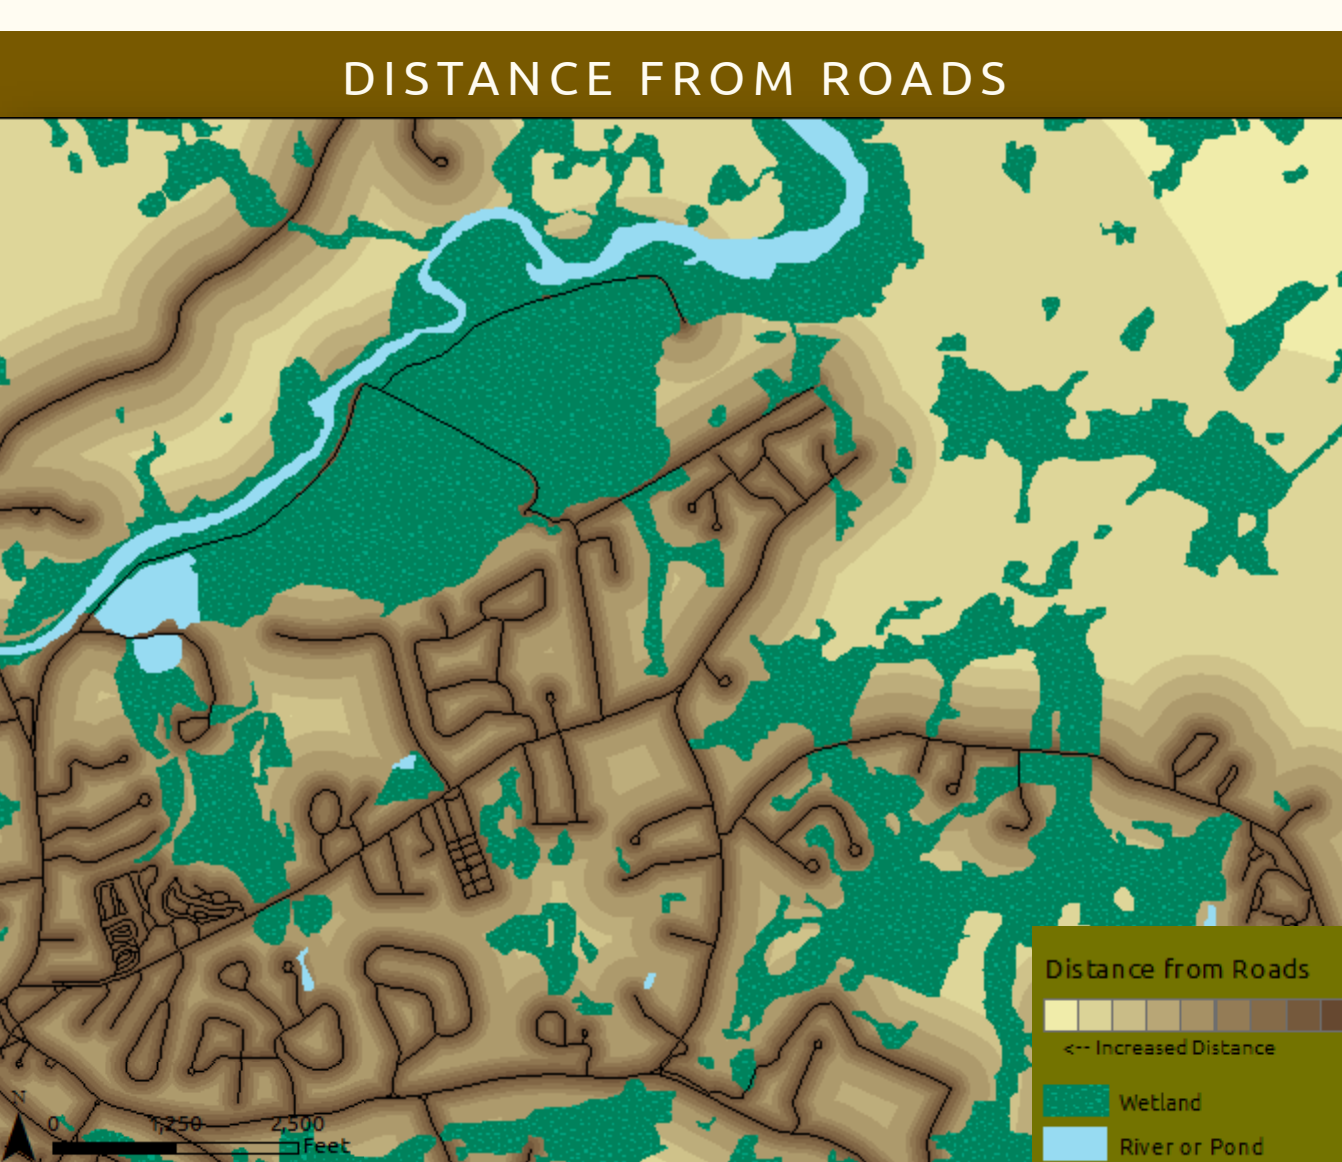 DISTANCE FROM ROADS
Distance from Roads
<-- Increased Distance
Wetland
River or Pond
N
0 1,250 2,500
Feet